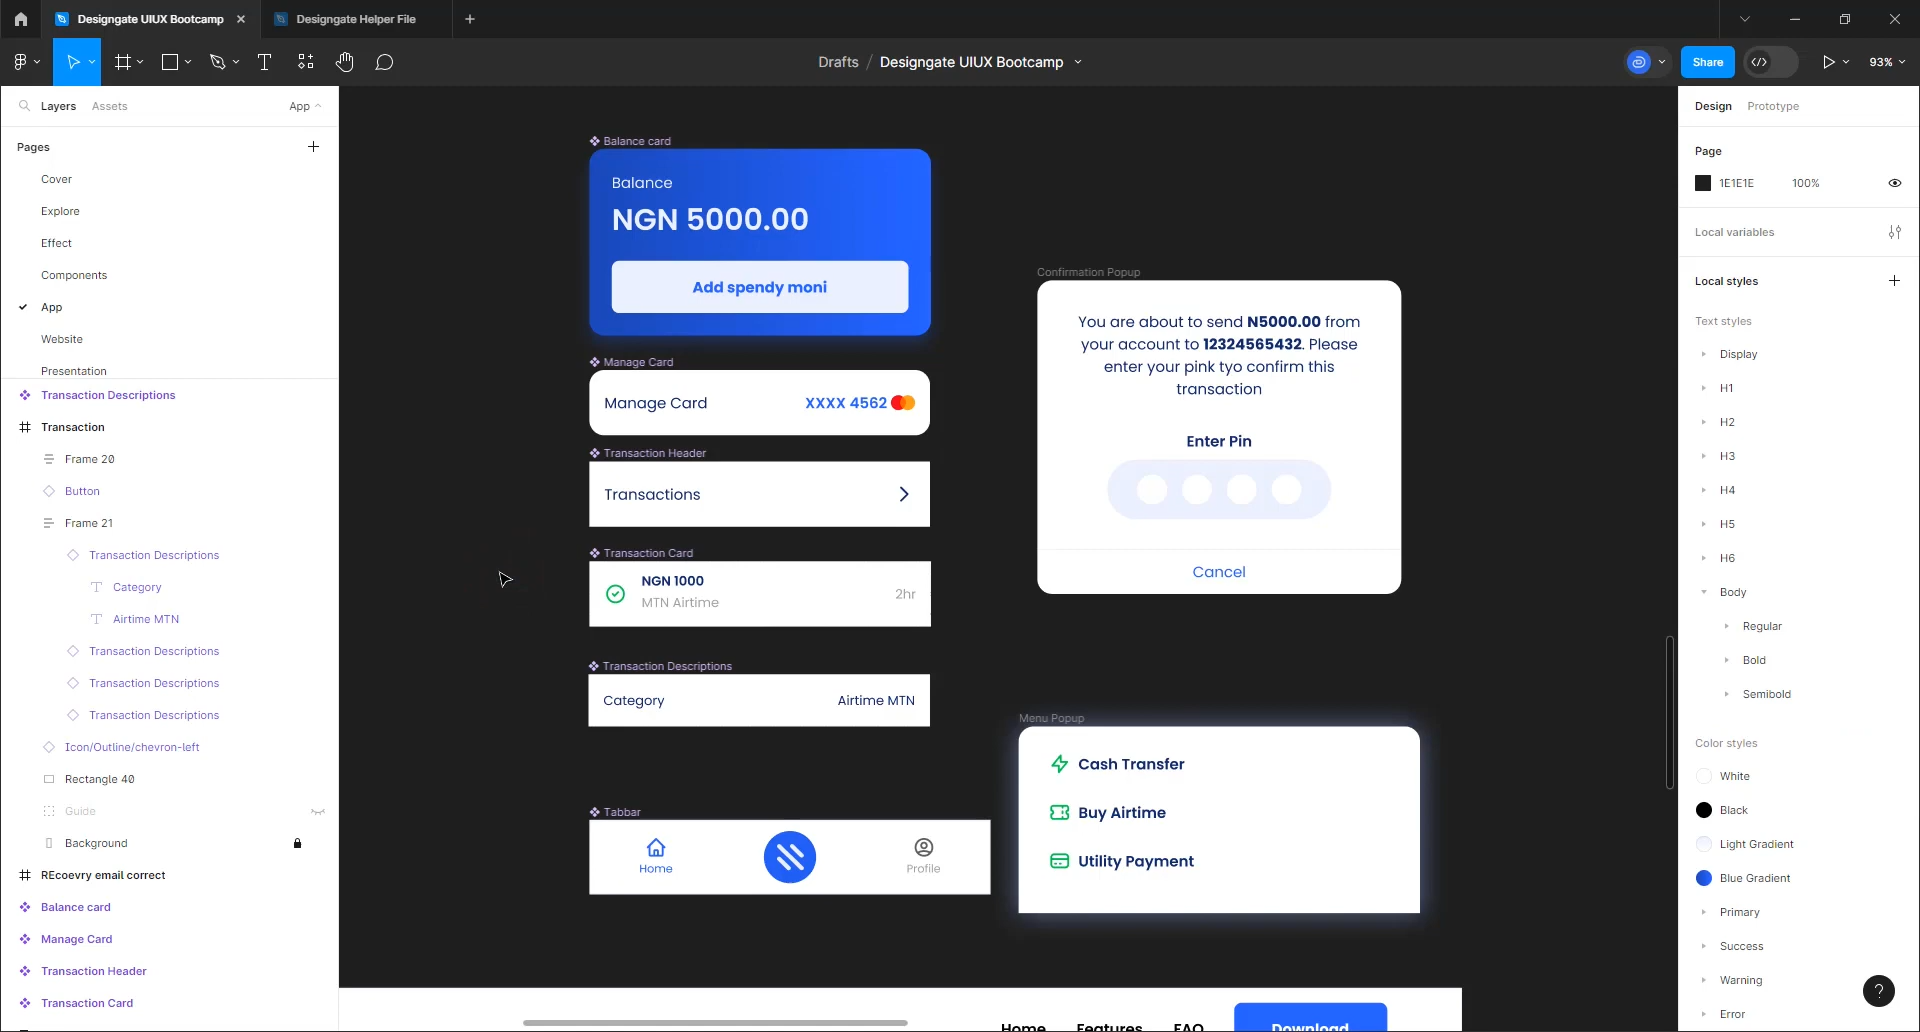 Designgate UIUX Bootcamp
Designgate Helper File
Drafts / Designgate UIUX Bootcamp
Share
93%
Layers
Assets
App
Pages
Cover
Explore
Effect
Components
App
Website
Presentation
Transaction Descriptions
Transaction
Frame 20
Button
Frame 21
Transaction Descriptions
Category
Airtime MTN
Transaction Descriptions
Transaction Descriptions
Transaction Descriptions
Icon/Outline/chevron-left
Rectangle 40
Guide
Background
REcoevry email correct
Balance card
Manage Card
Transaction Header
Transaction Card
Balance card
Balance
NGN 5000.00
Add spendy moni
Manage Card
Manage Card
XXXX 4562
Transaction Header
Transactions
Transaction Card
NGN 1000
MTN Airtime
2hr
Transaction Descriptions
Category
Airtime MTN
Tabbar
Home
Profile
Confirmation Popup
You are about to send N5000.00 from
your account to 12324565432. Please
enter your pink tyo confirm this
transaction
Enter Pin
Cancel
Menu Popup
Cash Transfer
Buy Airtime
Utility Payment
Home
Features
FAQ
Download
Design
Prototype
Page
1E1E1E
100%
Local variables
Local styles
Text styles
Display
H1
H2
H3
H4
H5
H6
Body
Regular
Bold
Semibold
Color styles
White
Black
Light Gradient
Blue Gradient
Primary
Success
Warning
Error
?